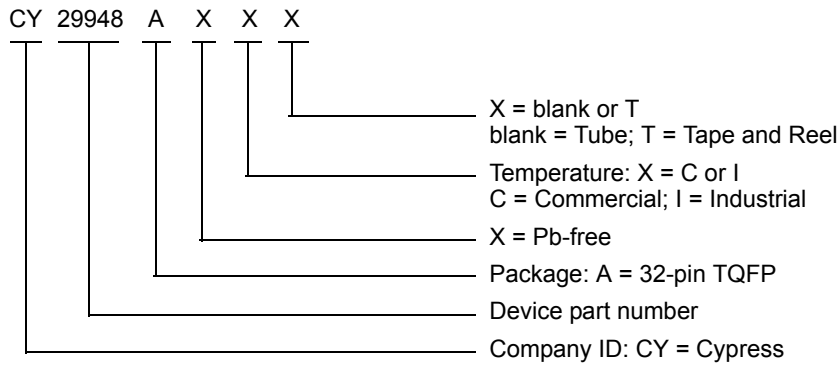 CY 29948 A X X X
X = blank or T
blank = Tube; T = Tape and Reel
Temperature: X = C or I
C = Commercial; I = Industrial
X = Pb-free
Package: A = 32-pin TQFP
Device part number
Company ID: CY = Cypress